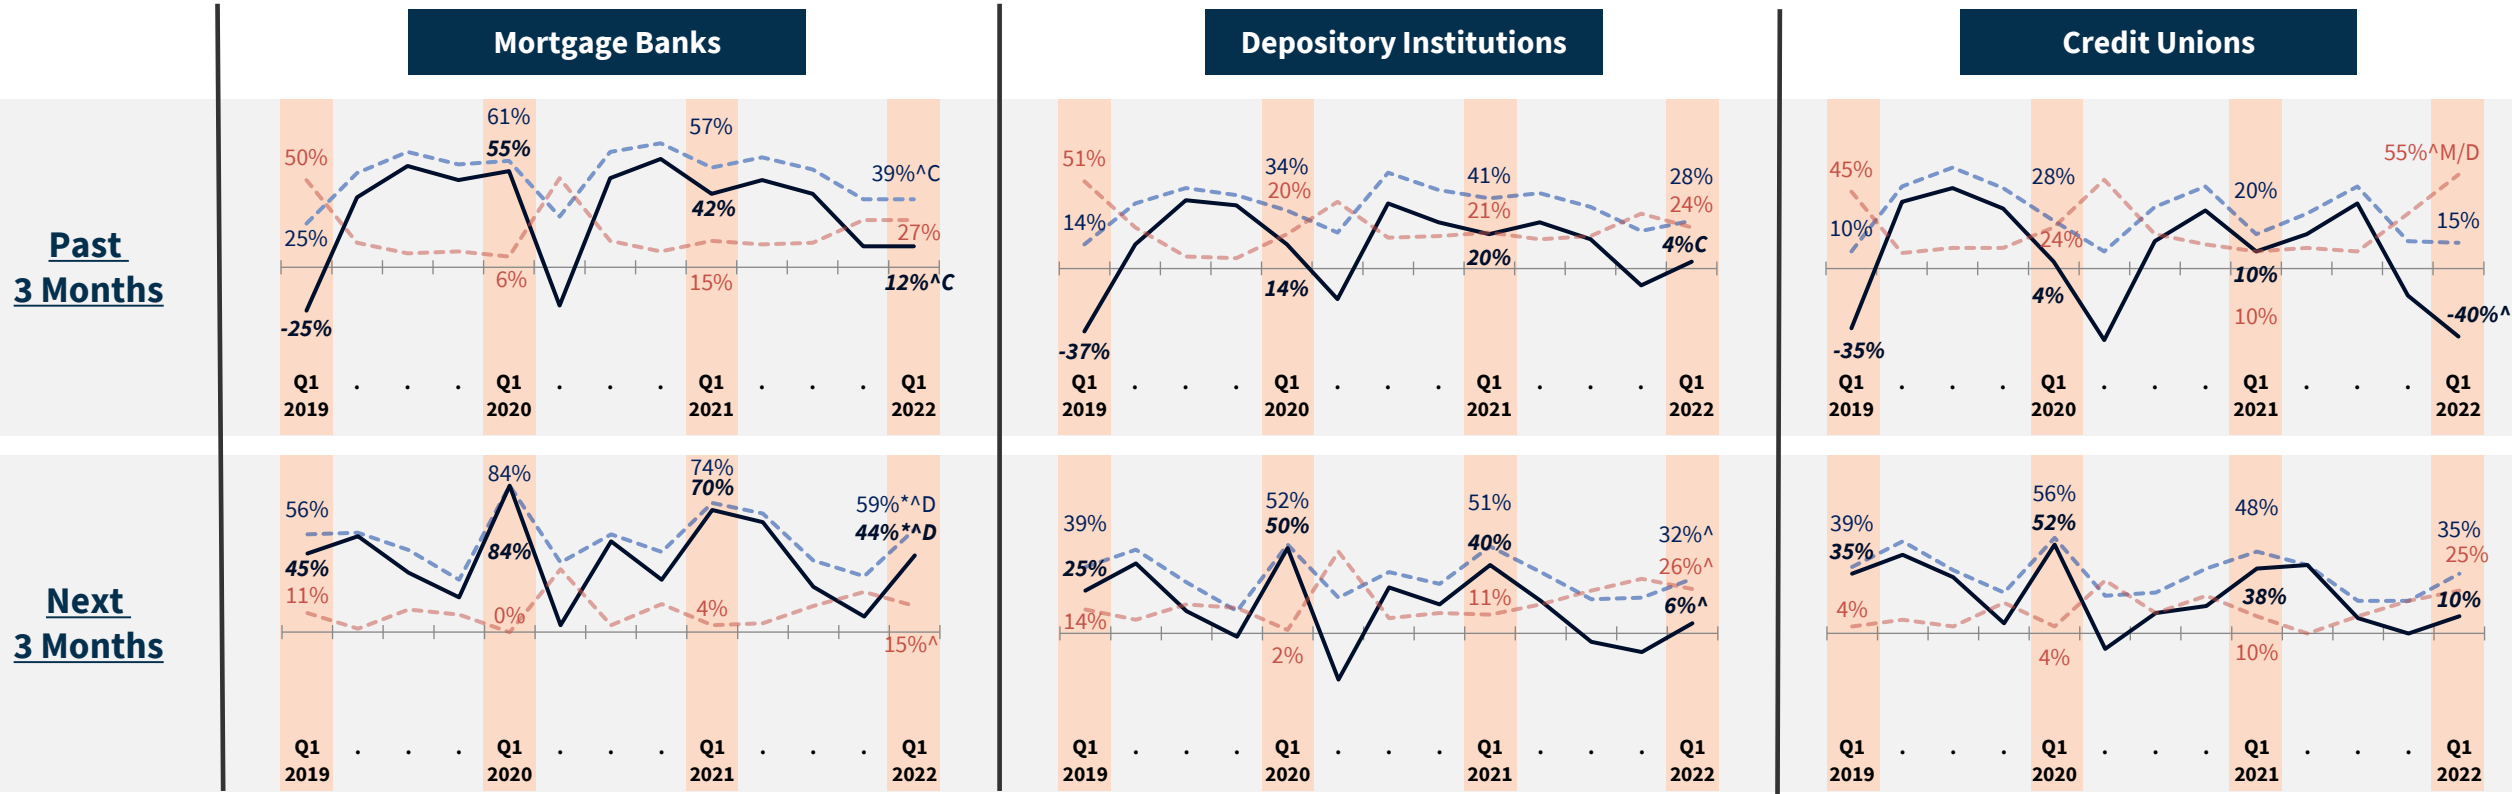 Mortgage Banks
Depository Institutions
Credit Unions
Past
3 Months
50%
25%
-25%
61%
55%
6%
57%
42%
15%
39%^C
27%
12%^C
Q1 . . . Q1 . . . Q1 . . . Q1
2019 2020 2021 2022
51%
14%
-37%
34%
20%
14%
41%
21%
20%
28%
24%
4%C
Q1 . . . Q1 . . . Q1 . . . Q1
2019 2020 2021 2022
45%
10%
-35%
28%
24%
4%
20%
10%
10%
55%^M/D
15%
-40%^
Q1 . . . Q1 . . . Q1 . . . Q1
2019 2020 2021 2022
Next
3 Months
56%
45%
11%
84%
84%
0%
74%
70%
4%
59%*^D
44%*^D
15%^
Q1 . . . Q1 . . . Q1 . . . Q1
2019 2020 2021 2022
39%
25%
14%
52%
50%
2%
51%
40%
11%
32%^
26%^
6%^
Q1 . . . Q1 . . . Q1 . . . Q1
2019 2020 2021 2022
39%
35%
4%
56%
52%
4%
48%
38%
10%
35%
25%
10%
Q1 . . . Q1 . . . Q1 . . . Q1
2019 2020 2021 2022